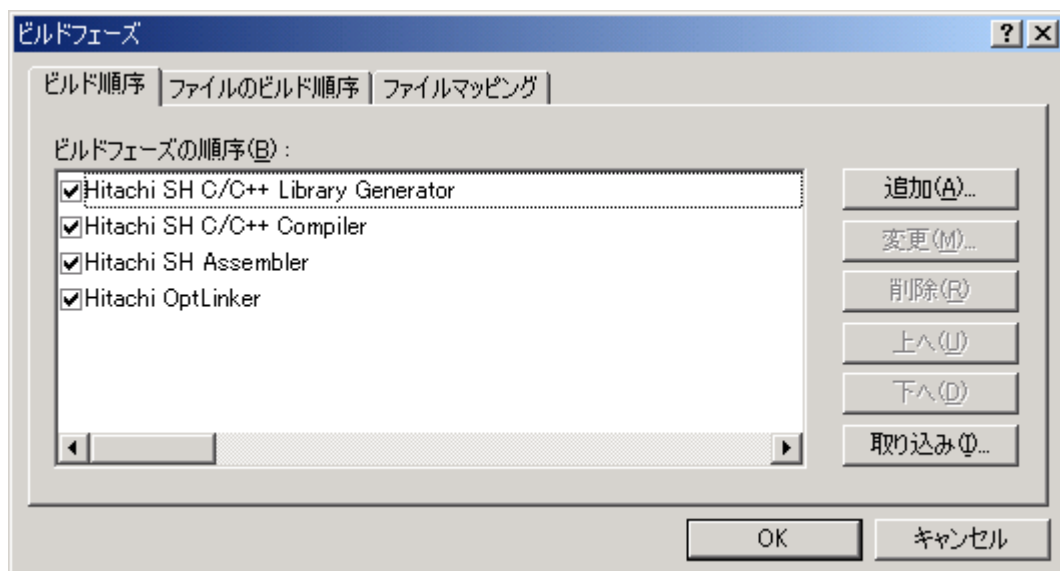 ビルドフェーズ
ビルド順序 ファイルのビルド順序 ファイルマッピング
ビルドフェーズの順序(B) :
Hitachi SH C/C++ Library Generator
Hitachi SH C/C++ Compiler
Hitachi SH Assembler
Hitachi OptLinker
追加(A)...
変更(M)...
削除(R)
上へ(U)
下へ(D)
取り込み(I)...
OK キャンセル